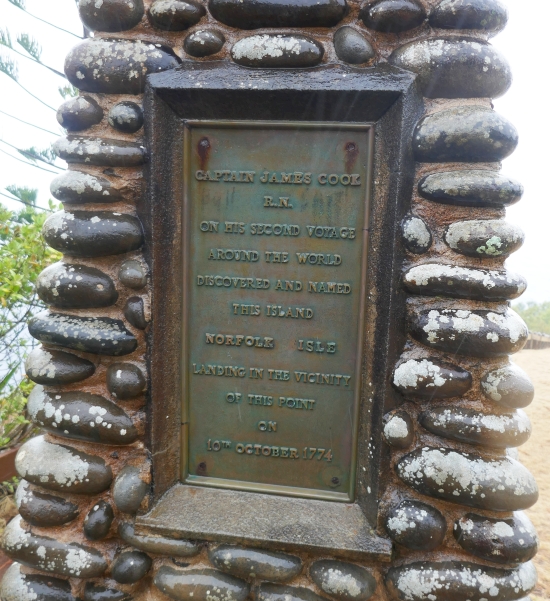 CAPTAIN JAMES COOK
R.N.
ON HIS SECOND VOYAGE
AROUND THE WORLD
DISCOVERED AND NAMED
THIS ISLAND
NORFOLK ISLE
LANDING IN THE VICINITY
OF THIS POINT
ON
10TH OCTOBER 1774